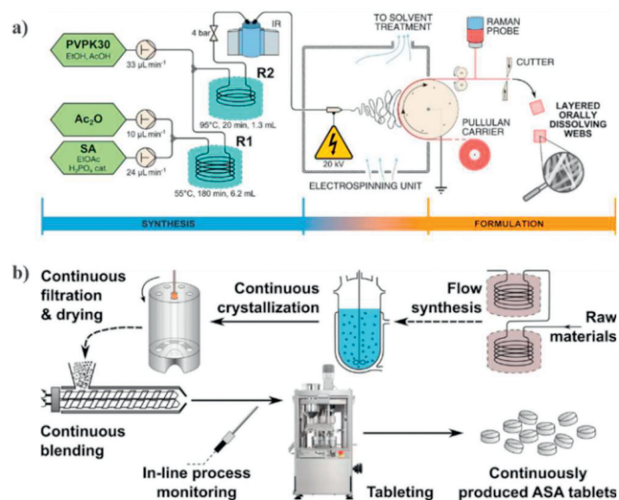 a)
PVPK30
EtOH, AcOH
33 µL min⁻¹
4 bar
IR
R2
95°C, 20 min, 1.3 mL
Ac₂O
10 µL min⁻¹
SA
EtOAc
H₃PO₄ cat.
24 µL min⁻¹
R1
55°C, 180 min, 6.2 mL
TO SOLVENT
TREATMENT
20 kV
ELECTROSPINNING UNIT
RAMAN
PROBE
CUTTER
PULLULAN
CARRIER
LAYERED
ORALLY
DISSOLVING
WEBS
SYNTHESIS
FORMULATION
b)
Continuous
filtration
& drying
Continuous
crystallization
Flow
synthesis
Raw
materials
Continuous
blending
In-line process
monitoring
Tableting
Continuously
produced ASA tablets